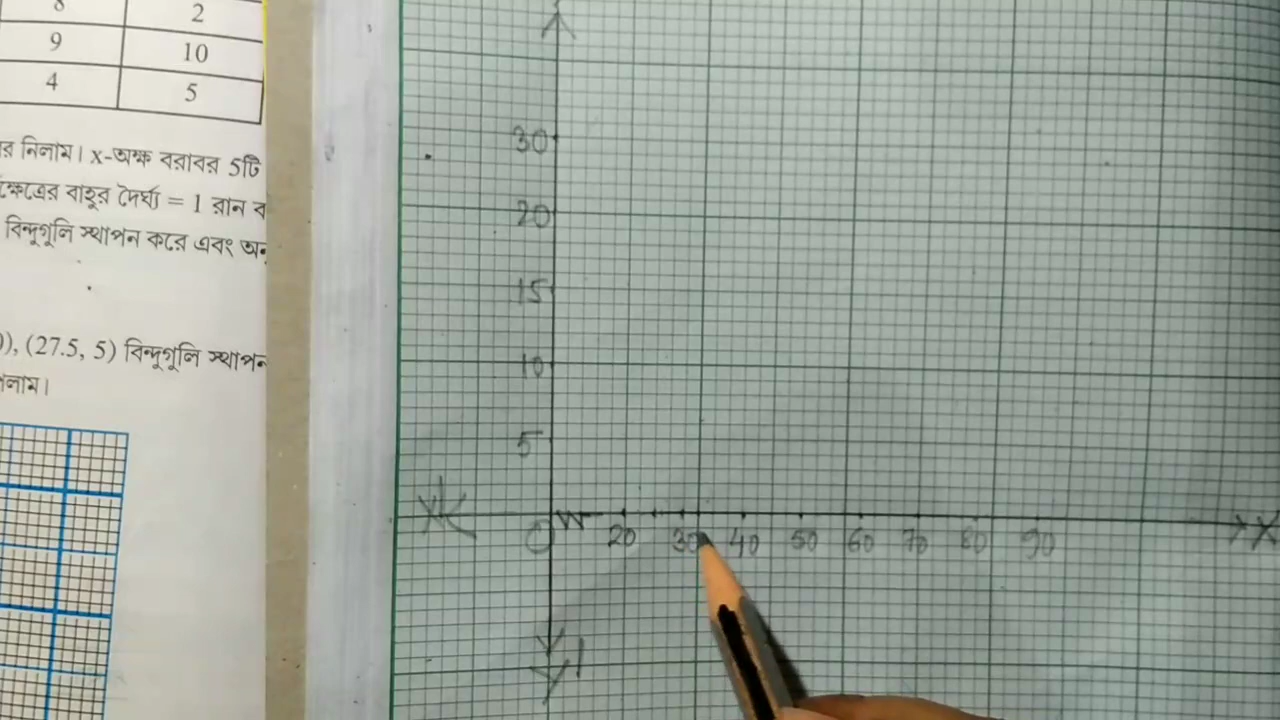 8 2
9 10
4 5
র নিলাম। x-অক্ষ বরাবর 5টি
ক্ষেত্রের বাহুর দৈর্ঘ্য = 1 রান ব
বিন্দুগুলি স্থাপন করে এবং অনু
), (27.5, 5) বিন্দুগুলি স্থাপন
লাম।
30
20
15
10
5
O 20 30 40 50 60 70 80 90
X